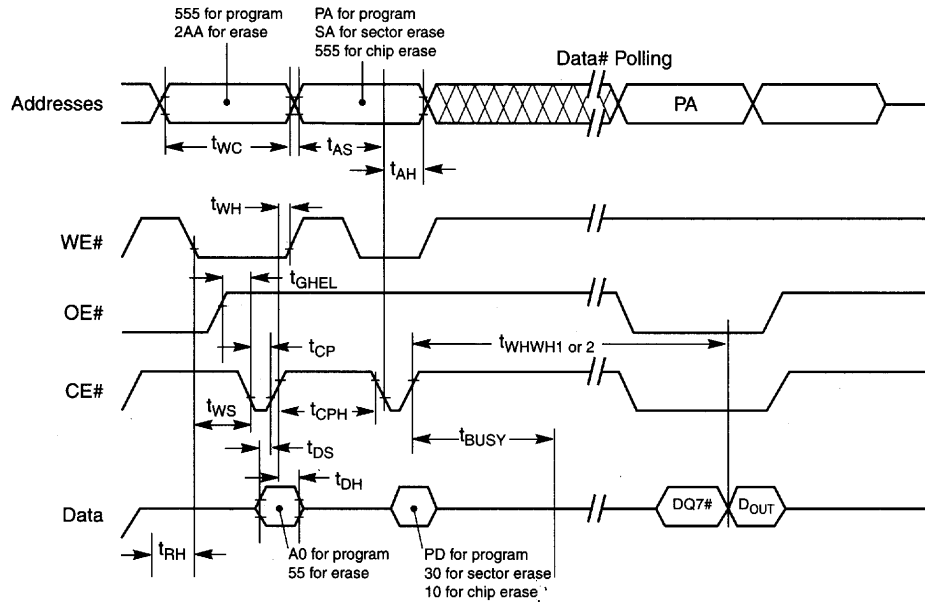 555 for program
2AA for erase
PA for program
SA for sector erase
555 for chip erase
Data# Polling
Addresses
PA
tWC
tAS
tAH
tWH
WE#
tGHEL
OE#
tCP
tWHWH1 or 2
CE#
tWS
tCPH
tBUSY
tDS
tDH
Data
DQ7#
DOUT
tRH
A0 for program
55 for erase
PD for program
30 for sector erase
10 for chip erase